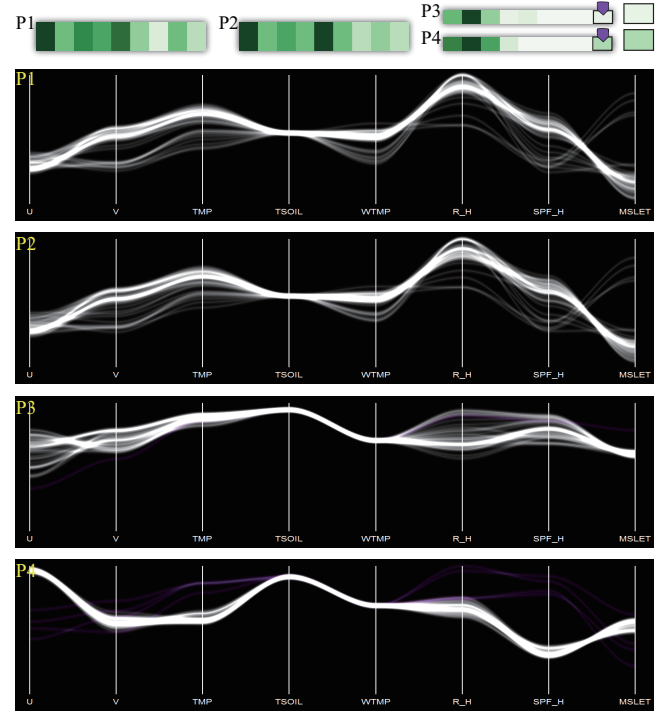 P1 P2 P3
P4
P1
U V TMP TSOIL WTMP R_H SPF_H MSLET
P2
U V TMP TSOIL WTMP R_H SPF_H MSLET
P3
U V TMP TSOIL WTMP R_H SPF_H MSLET
P4
U V TMP TSOIL WTMP R_H SPF_H MSLET